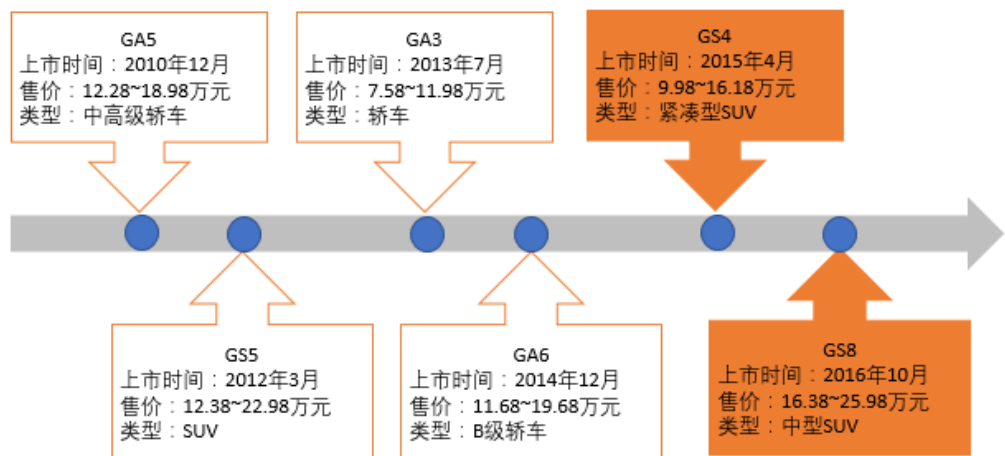 GA5
上市时间：2010年12月
售价：12.28~18.98万元
类型：中高级轿车
GA3
上市时间：2013年7月
售价：7.58~11.98万元
类型：轿车
GS4
上市时间：2015年4月
售价：9.98~16.18万元
类型：紧凑型SUV
GS5
上市时间：2012年3月
售价：12.38~22.98万元
类型：SUV
GA6
上市时间：2014年12月
售价：11.68~19.68万元
类型：B级轿车
GS8
上市时间：2016年10月
售价：16.38~25.98万元
类型：中型SUV